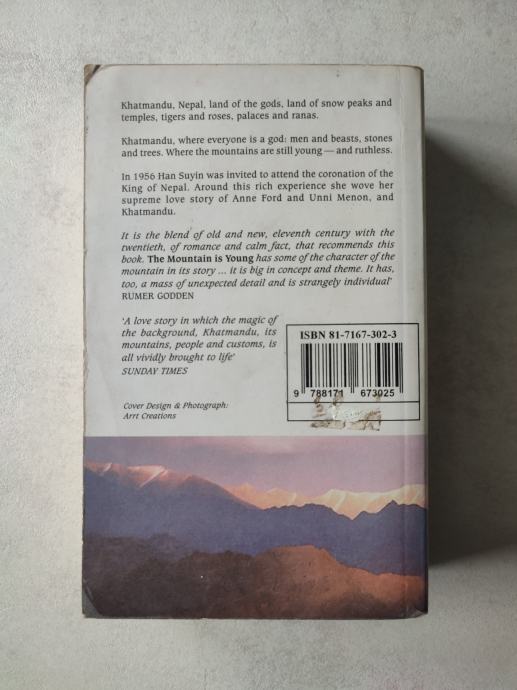 Khatmandu, Nepal, land of the gods, land of snow peaks and
temples, tigers and roses, palaces and ranas.
Khatmandu, where everyone is a god: men and beasts, stones
and trees. Where the mountains are still young — and ruthless.
In 1956 Han Suyin was invited to attend the coronation of the
King of Nepal. Around this rich experience she wove her
supreme love story of Anne Ford and Unni Menon, and
Khatmandu.
It is the blend of old and new, eleventh century with the
twentieth, of romance and calm fact, that recommends this
book. The Mountain is Young has some of the character of the
mountain in its story ... it is big in concept and theme. It has,
too, a mass of unexpected detail and is strangely individual'
RUMER GODDEN
'A love story in which the magic of
the background, Khatmandu, its
mountains, people and customs, is
all vividly brought to life'
SUNDAY TIMES
ISBN 81-7167-302-3
9 788171 673025
Cover Design & Photograph:
Arrt Creations